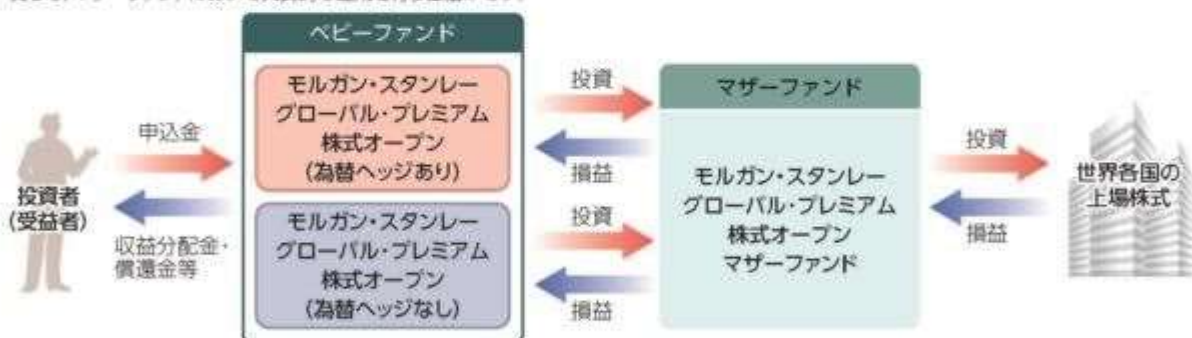 ベビーファンド
モルガン・スタンレー
グローバル・プレミアム
株式オープン
(為替ヘッジあり)
モルガン・スタンレー
グローバル・プレミアム
株式オープン
(為替ヘッジなし)
投資者
(受益者)
申込金
収益分配金・
償還金等
投資
損益
投資
損益
マザーファンド
モルガン・スタンレー
グローバル・プレミアム
株式オープン
マザーファンド
投資
損益
世界各国の
上場株式